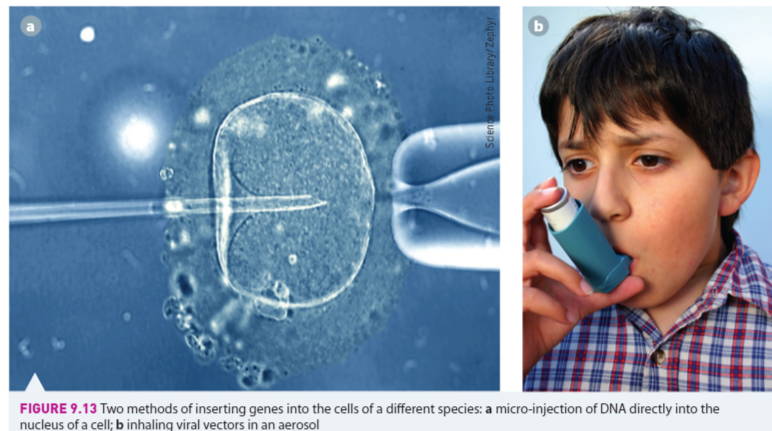 a
b
Science Photo Library/Zephyr
FIGURE 9.13 Two methods of inserting genes into the cells of a different species: a micro-injection of DNA directly into the
nucleus of a cell; b inhaling viral vectors in an aerosol